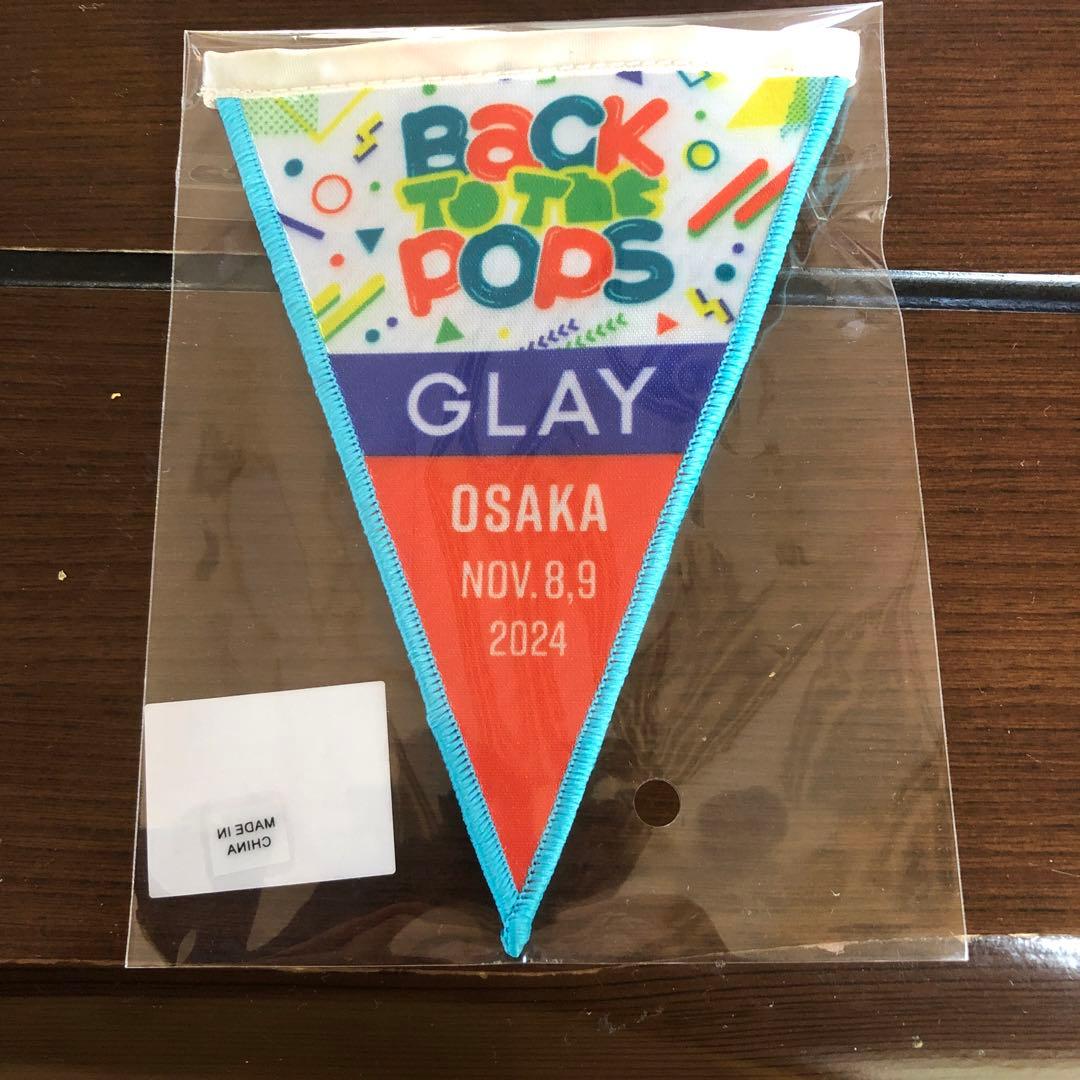 BACK
TO THE
POPS
GLAY
OSAKA
NOV. 8,9
2024
MADE IN
CHINA